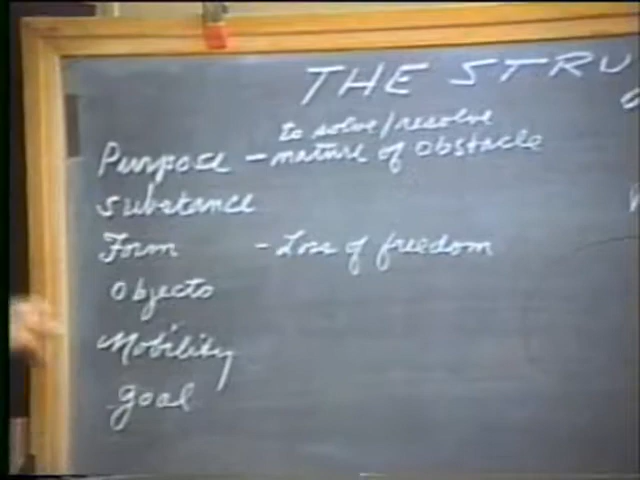 THE STRU
to solve/resolve
Purpose - nature of obstacle
Substance
Form - Loss of freedom
Objects
Mobility
goal